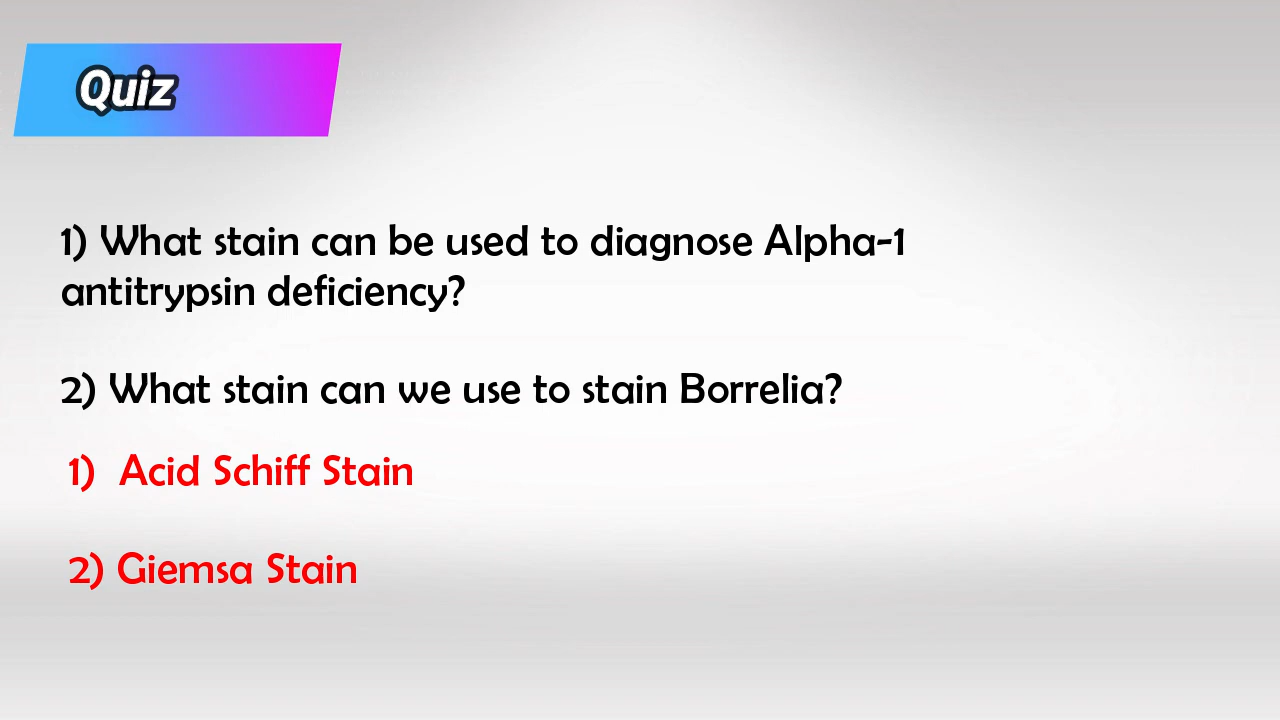 Quiz
1) What stain can be used to diagnose Alpha-1
antitrypsin deficiency?
2) What stain can we use to stain Borrelia?
1) Acid Schiff Stain
2) Giemsa Stain